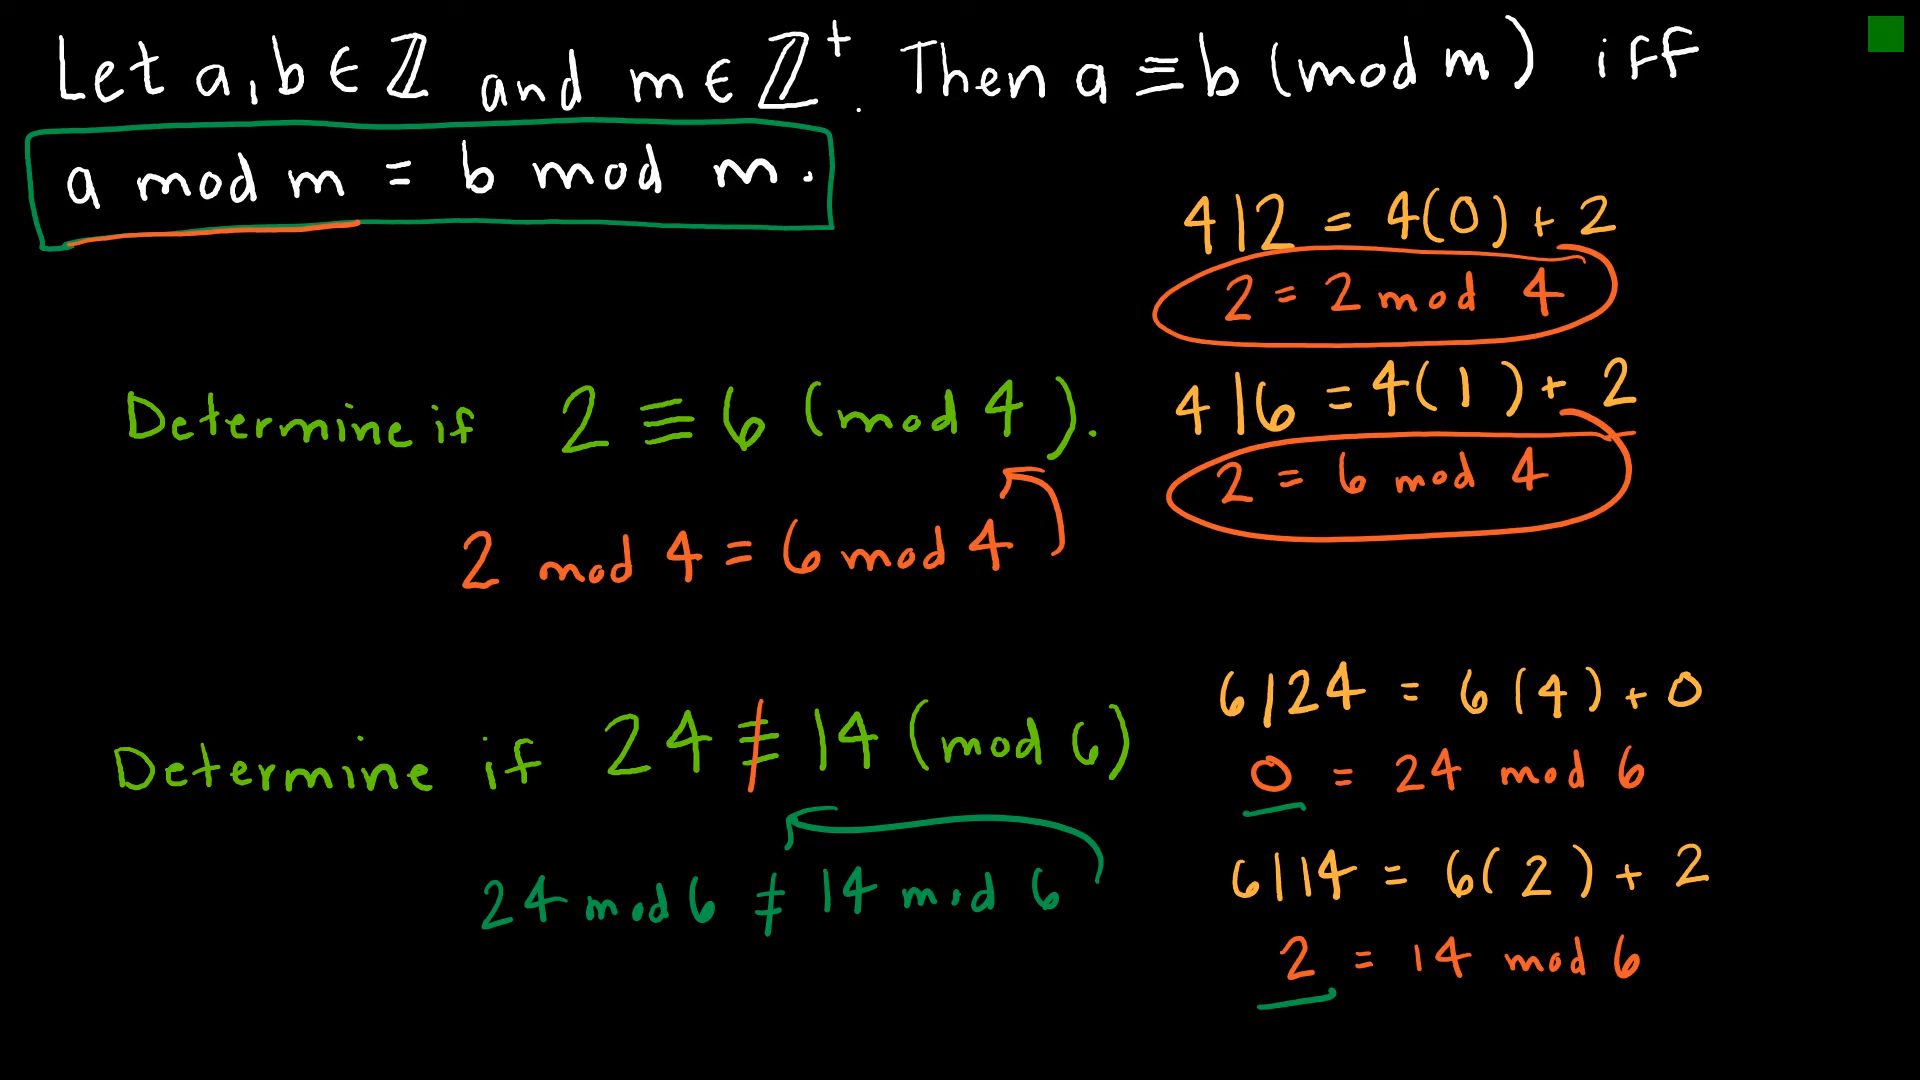 Let a, b ∈ ℤ and m ∈ ℤ⁺. Then a ≡ b (mod m) iff
a mod m = b mod m.
4|2 = 4(0) + 2
2 = 2 mod 4
Determine if 2 ≡ 6 (mod 4).
4|6 = 4(1) + 2
2 = 6 mod 4
2 mod 4 = 6 mod 4
6|24 = 6(4) + 0
Determine if 24 ≢ 14 (mod 6)
0 = 24 mod 6
6|14 = 6(2) + 2
24 mod 6 ≠ 14 mod 6
2 = 14 mod 6